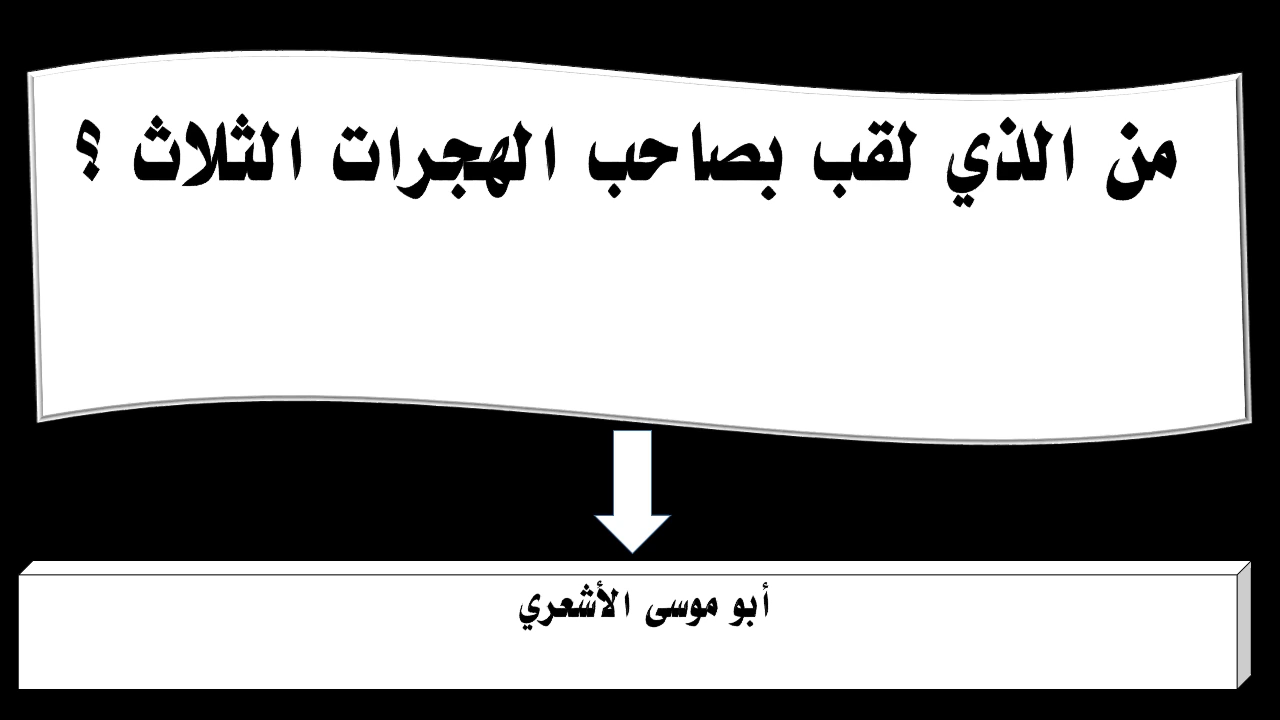 من الذي لقب بصاحب الهجرات الثلاث ؟
أبو موسى الأشعري